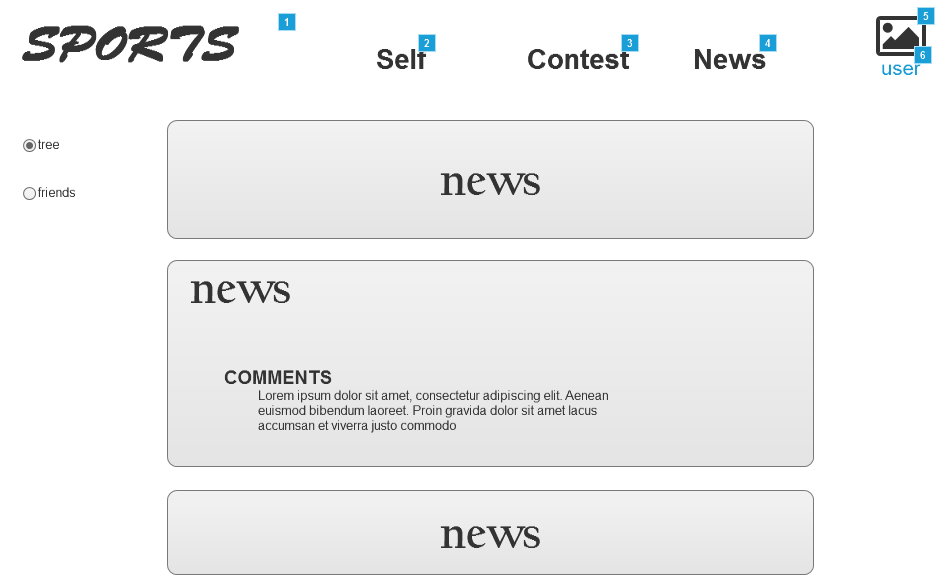 SPORTS
1
Self
2
Contest
3
News
4
5
6
user
tree
friends
news
news
COMMENTS
Lorem ipsum dolor sit amet, consectetur adipiscing elit. Aenean
euismod bibendum laoreet. Proin gravida dolor sit amet lacus
accumsan et viverra justo commodo
news